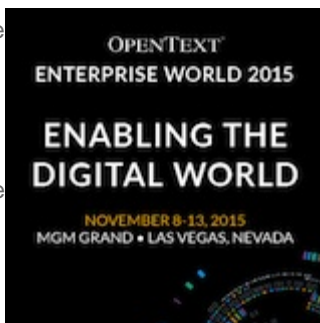 OPENTEXT
ENTERPRISE WORLD 2015
ENABLING THE
DIGITAL WORLD
NOVEMBER 8-13, 2015
MGM GRAND • LAS VEGAS, NEVADA